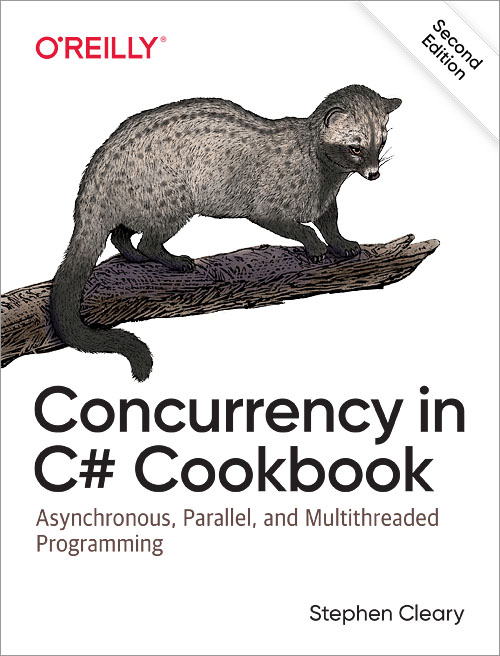 O'REILLY®
Second
Edition
Concurrency in
C# Cookbook
Asynchronous, Parallel, and Multithreaded
Programming
Stephen Cleary